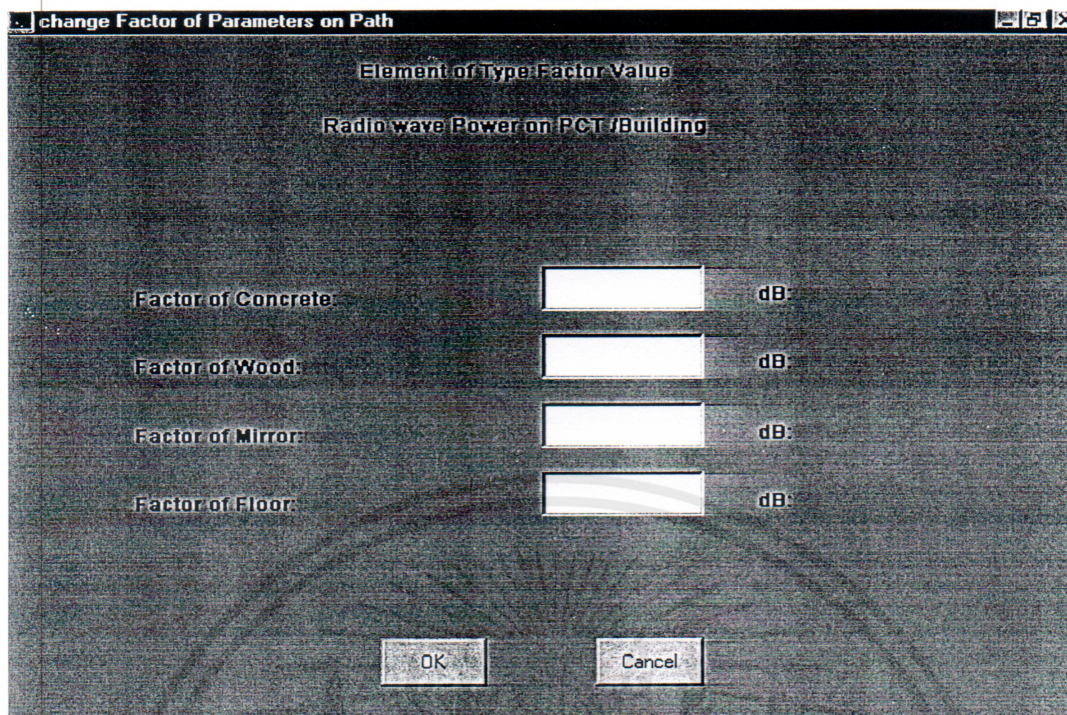 change Factor of Parameters on Path
Element of Type Factor Value
Radio wave Power on PCT /Building
Factor of Concrete: dB:
Factor of Wood: dB:
Factor of Mirror: dB:
Factor of Floor: dB:
OK Cancel